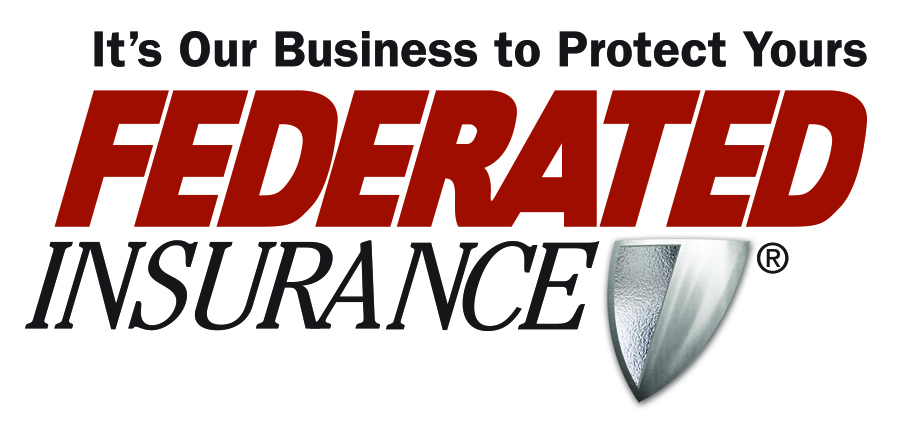 It's Our Business to Protect Yours
FEDERATED
INSURANCE ®